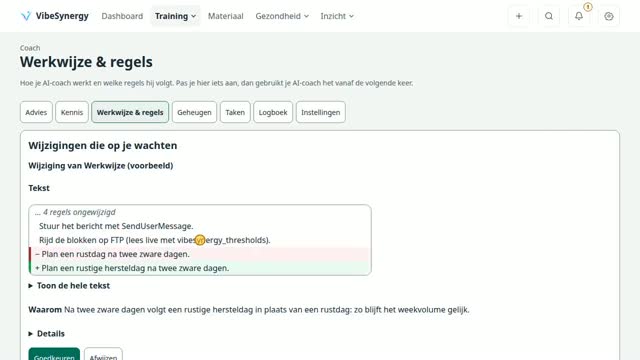 VibeSynergy Dashboard Training Materiaal Gezondheid Inzicht
Coach
Werkwijze & regels
Hoe je AI-coach werkt en welke regels hij volgt. Pas je hier iets aan, dan gebruikt je AI-coach het vanaf de volgende keer.
Advies Kennis Werkwijze & regels Geheugen Taken Logboek Instellingen
Wijzigingen die op je wachten
Wijziging van Werkwijze (voorbeeld)
Tekst
... 4 regels ongewijzigd
Stuur het bericht met SendUserMessage.
Rijd de blokken op FTP (lees live met vibesynergy_thresholds).
− Plan een rustdag na twee zware dagen.
+ Plan een rustige hersteldag na twee zware dagen.
Toon de hele tekst
Waarom Na twee zware dagen volgt een rustige hersteldag in plaats van een rustdag: zo blijft het weekvolume gelijk.
Details
Goedkeuren Afwijzen